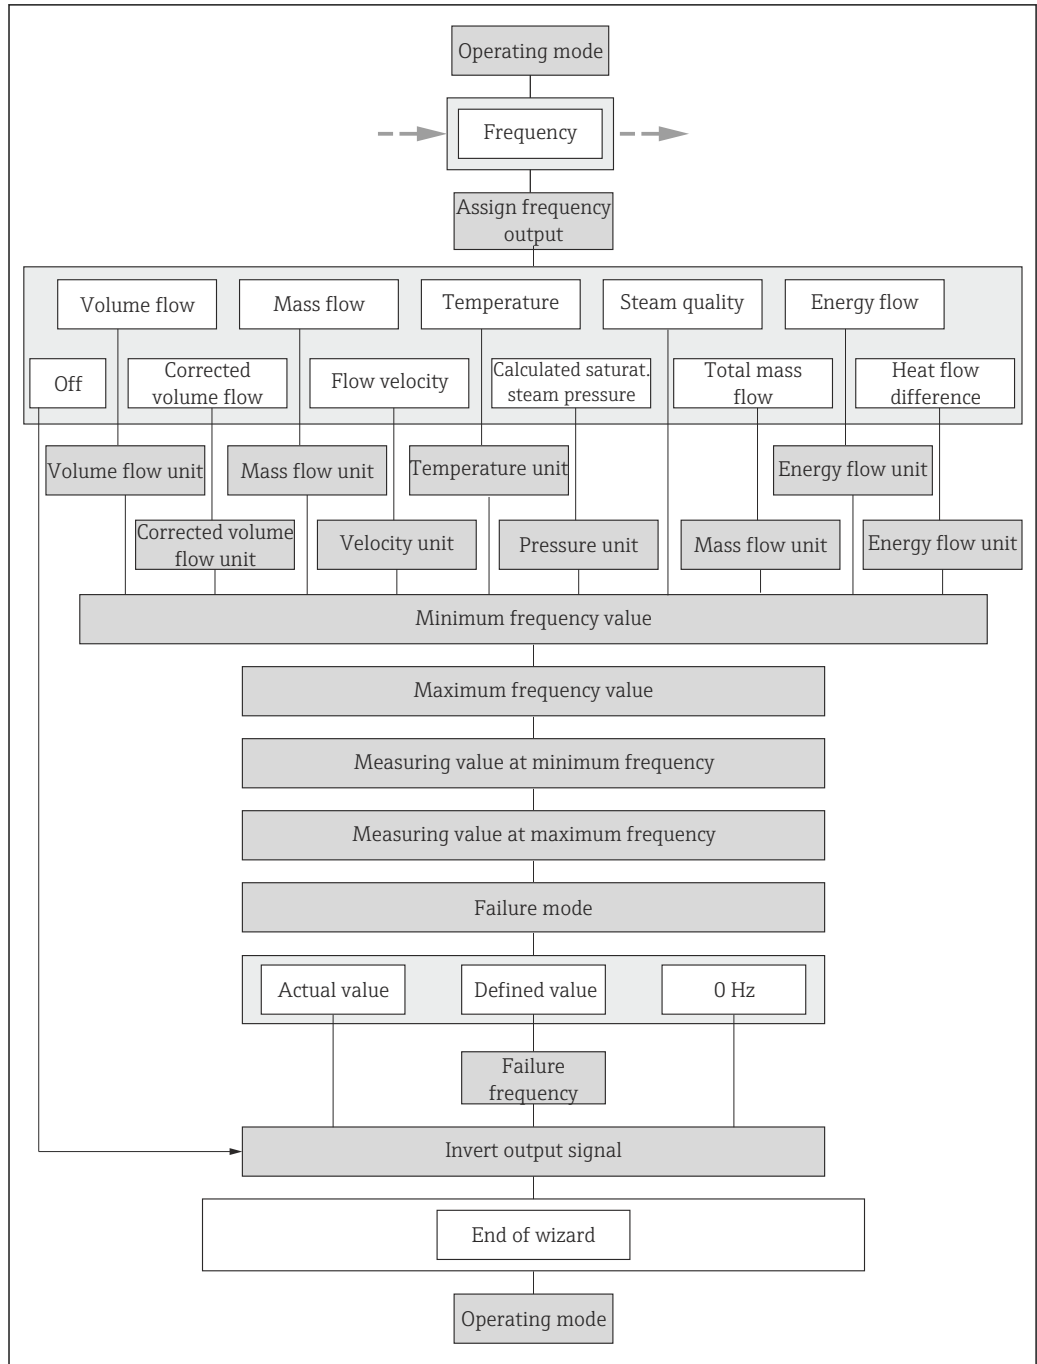 Operating mode
Frequency
Assign frequency
output
Volume flow
Mass flow
Temperature
Steam quality
Energy flow
Off
Corrected
volume flow
Flow velocity
Calculated saturat.
steam pressure
Total mass
flow
Heat flow
difference
Volume flow unit
Mass flow unit
Temperature unit
Energy flow unit
Corrected volume
flow unit
Velocity unit
Pressure unit
Mass flow unit
Energy flow unit
Minimum frequency value
Maximum frequency value
Measuring value at minimum frequency
Measuring value at maximum frequency
Failure mode
Actual value
Defined value
0 Hz
Failure
frequency
Invert output signal
End of wizard
Operating mode